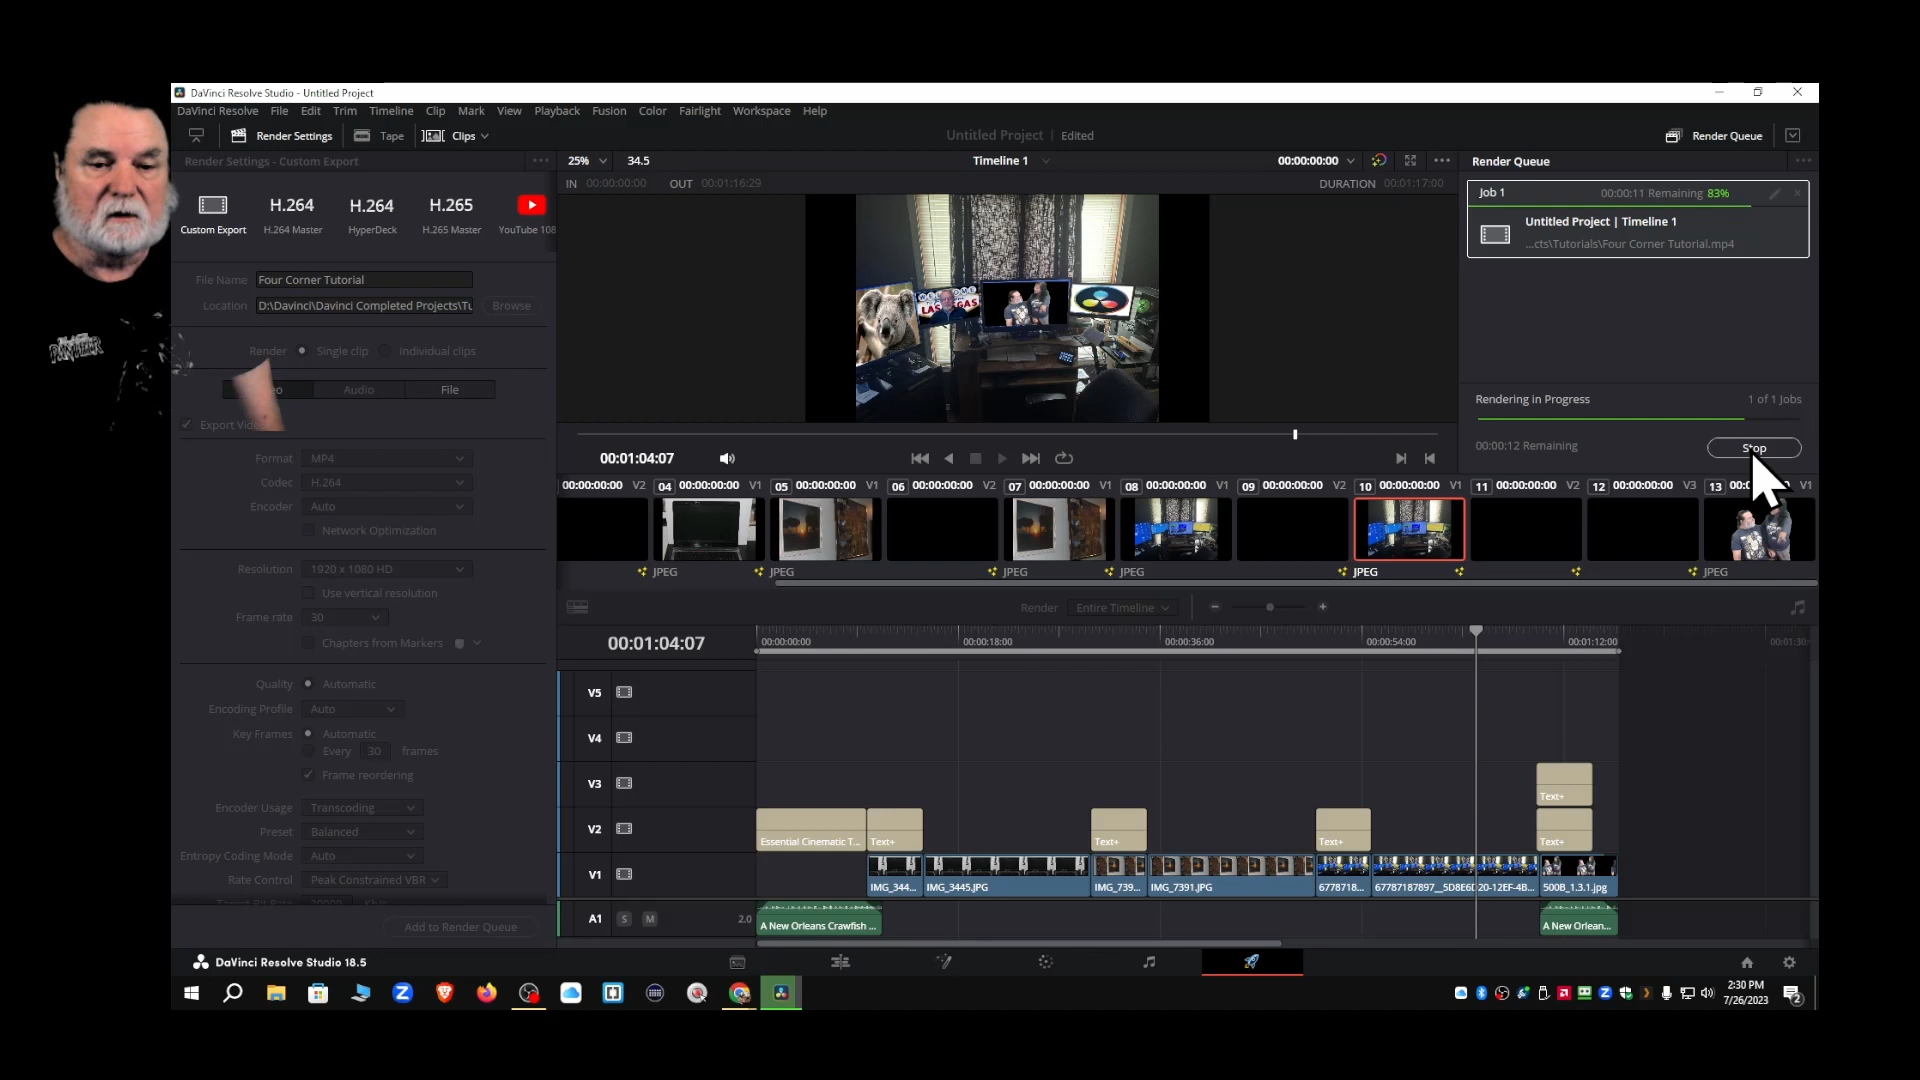 DaVinci Resolve Studio - Untitled Project
DaVinci Resolve File Edit Trim Timeline Clip Mark View Playback Fusion Color Fairlight Workspace Help
Render Settings Tape Clips Untitled Project Edited Render Queue
Render Settings - Custom Export 25% 34.5 Timeline 1 00:00:00:00 Render Queue
IN 00:00:00:00 OUT 00:01:16:29 DURATION 00:01:17:00
Job 1 00:00:11 Remaining 83%
H.264 H.264 H.265
Custom Export H.264 Master HyperDeck H.265 Master YouTube 108
Untitled Project | Timeline 1
...cts\Tutorials\Four Corner Tutorial.mp4
File Name Four Corner Tutorial
Location D:\Davinci\Davinci Completed Projects\Tu Browse
WELCOME
LAS VEGAS
PANTHER
Render Single clip Individual clips
Audio File
Export Vi
Rendering in Progress 1 of 1 Jobs
00:00:12 Remaining Stop
00:01:04:07
Format MP4
Codec H.264
Encoder Auto
Network Optimization
00:00:00:00 V2 04 00:00:00:00 V1 05 00:00:00:00 V1 06 00:00:00:00 V2 07 00:00:00:00 V1 08 00:00:00:00 V1 09 00:00:00:00 V2 10 00:00:00:00 V1 11 00:00:00:00 V2 12 00:00:00:00 V3 13 00:0 V1
JPEG JPEG JPEG JPEG JPEG JPEG
Resolution 1920 x 1080 HD
Use vertical resolution
Frame rate 30
Chapters from Markers
Render Entire Timeline
00:01:04:07
00:00:00:00 00:00:18:00 00:00:36:00 00:00:54:00 00:01:12:00 00:01:30:
Quality Automatic
Encoding Profile Auto
Key Frames Automatic
Every 30 frames
Frame reordering
Encoder Usage Transcoding
Preset Balanced
Entropy Coding Mode Auto
Rate Control Peak Constrained VBR
Add to Render Queue
V5
V4
V3 Text+
V2 Essential Cinematic T... Text+ Text+ Text+ Text+
V1 IMG_344... IMG_3445.JPG IMG_739... IMG_7391.JPG 6778718... 67787187897__5D8E6D20-12EF-4B... 500B_1.3.1.jpg
A1 S M 2.0 A New Orleans Crawfish ... A New Orlean...
DaVinci Resolve Studio 18.5
2:30 PM
7/26/2023
2